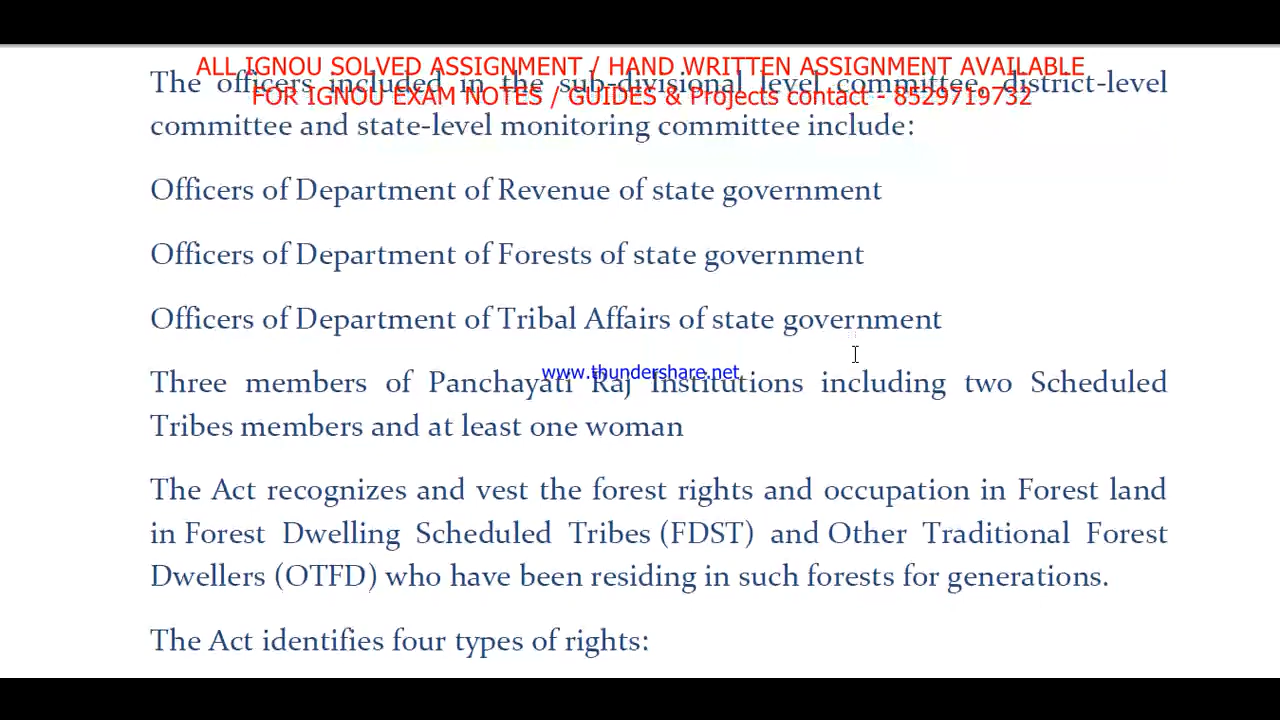 ALL IGNOU SOLVED ASSIGNMENT / HAND WRITTEN ASSIGNMENT AVAILABLE
The officers included in the sub-divisional level committee, district-level
FOR IGNOU EXAM NOTES / GUIDES & Projects contact - 8529719732
committee and state-level monitoring committee include:
Officers of Department of Revenue of state government
Officers of Department of Forests of state government
Officers of Department of Tribal Affairs of state government
www.thundershare.net
Three members of Panchayati Raj Institutions including two Scheduled
Tribes members and at least one woman
The Act recognizes and vest the forest rights and occupation in Forest land
in Forest Dwelling Scheduled Tribes (FDST) and Other Traditional Forest
Dwellers (OTFD) who have been residing in such forests for generations.
The Act identifies four types of rights: